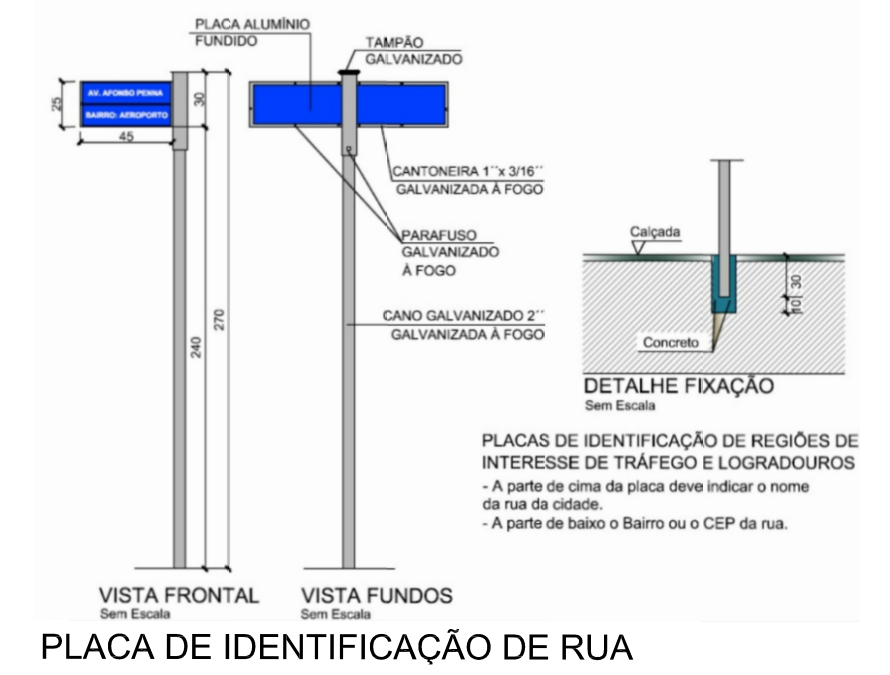 PLACA ALUMÍNIO
FUNDIDO
TAMPÃO
GALVANIZADO
AV. AFONSO PENNA
BAIRRO: AEROPORTO
25
45
30
240
270
CANTONEIRA 1´´x 3/16´´
GALVANIZADA À FOGO
PARAFUSO
GALVANIZADO
À FOGO
CANO GALVANIZADO 2´´
GALVANIZADA À FOGO
Calçada
30
10
Concreto
DETALHE FIXAÇÃO
Sem Escala
PLACAS DE IDENTIFICAÇÃO DE REGIÕES DE
INTERESSE DE TRÁFEGO E LOGRADOUROS
- A parte de cima da placa deve indicar o nome
da rua da cidade.
- A parte de baixo o Bairro ou o CEP da rua.
VISTA FRONTAL
Sem Escala
VISTA FUNDOS
Sem Escala
PLACA DE IDENTIFICAÇÃO DE RUA